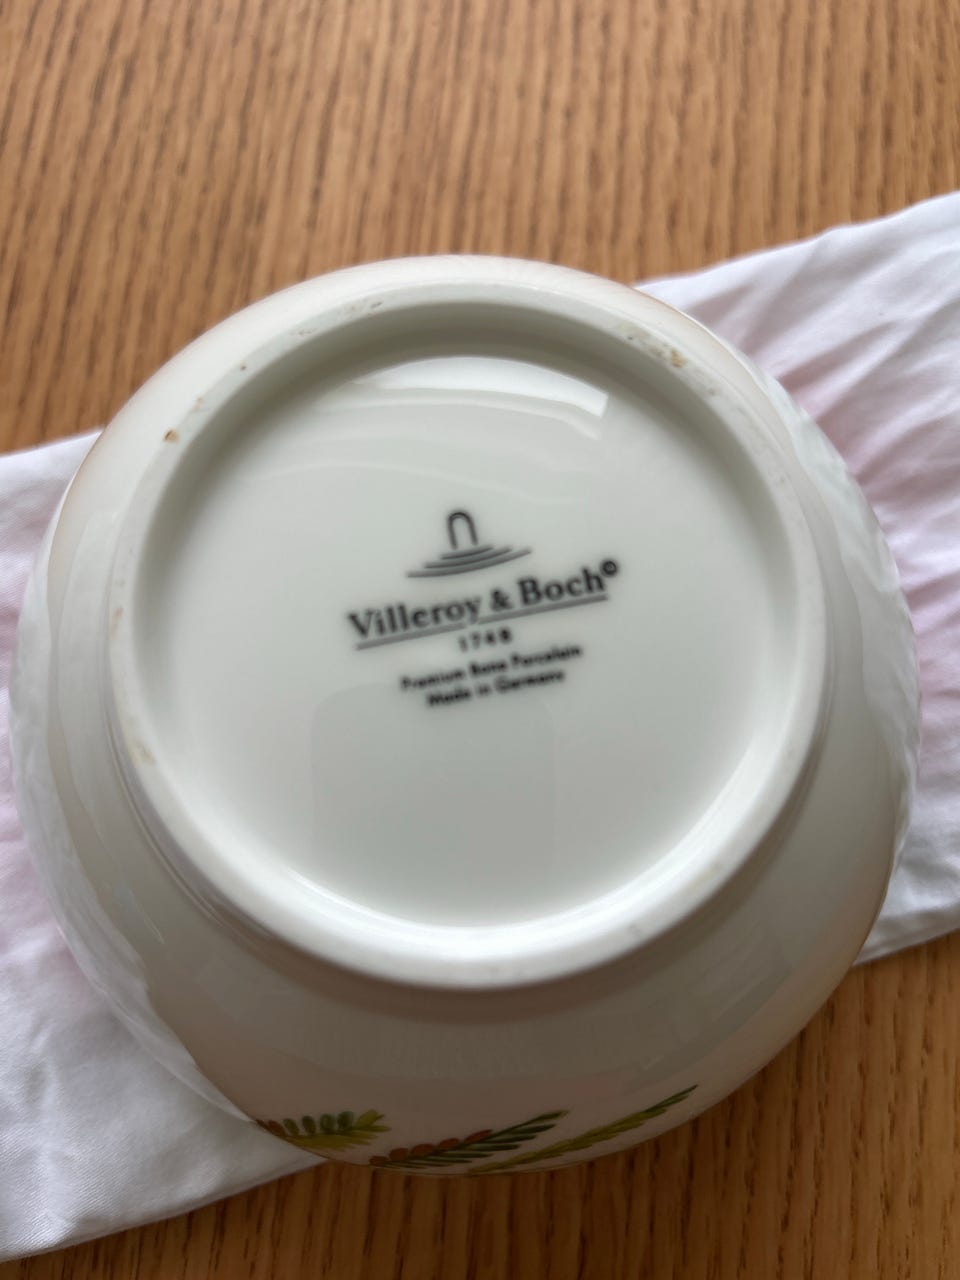 Villeroy & Boch©
1748
Premium Bone Porcelain
Made in Germany